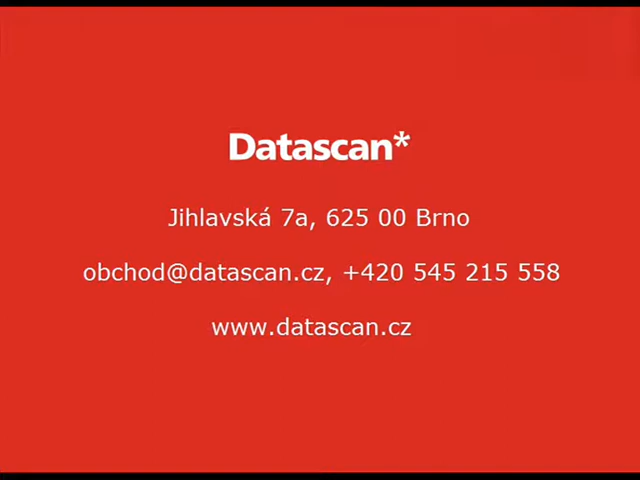 Datascan*
Jihlavská 7a, 625 00 Brno
obchod@datascan.cz, +420 545 215 558
www.datascan.cz